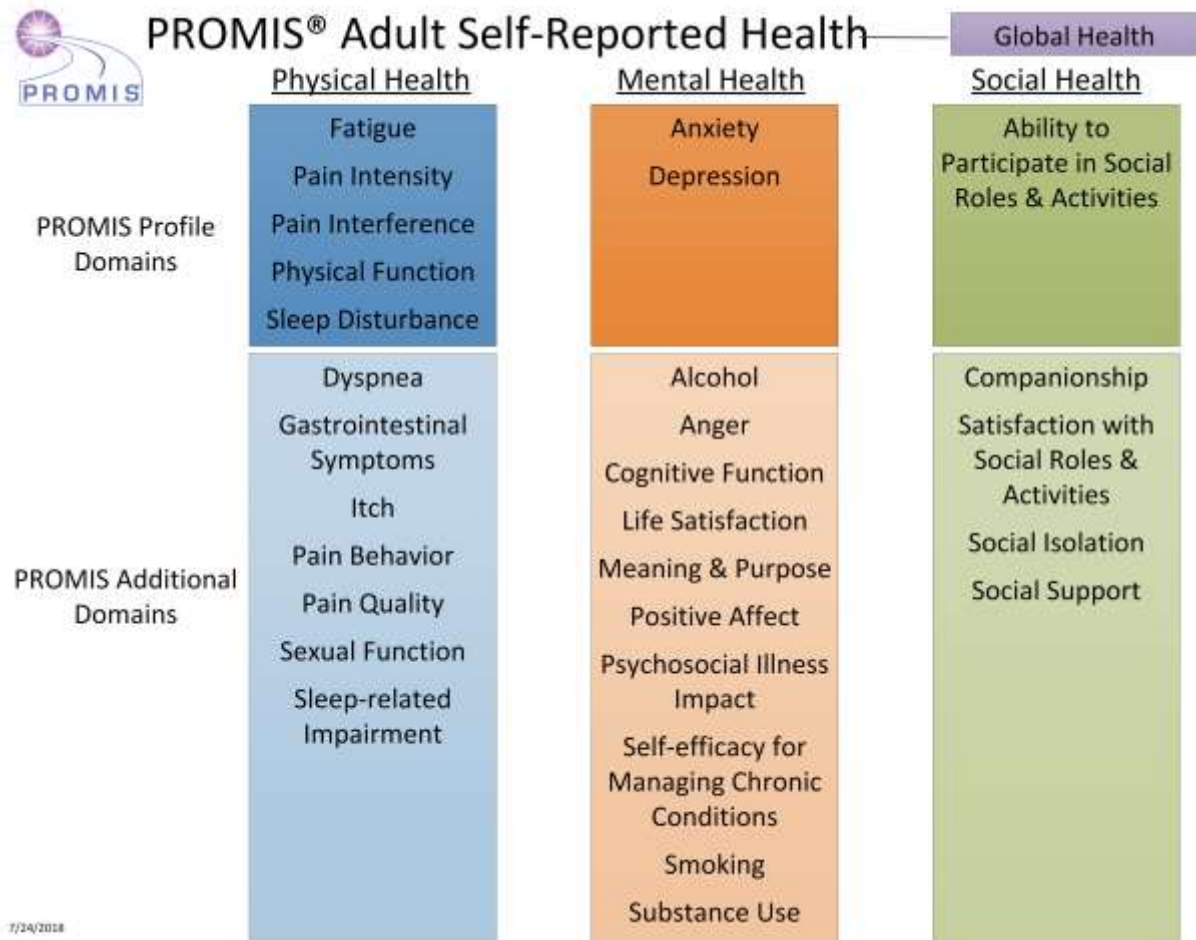 PROMIS® Adult Self-Reported Health
Global Health
PROMIS
Physical Health
Mental Health
Social Health
PROMIS Profile
Domains
Fatigue
Pain Intensity
Pain Interference
Physical Function
Sleep Disturbance
Anxiety
Depression
Ability to
Participate in Social
Roles & Activities
PROMIS Additional
Domains
Dyspnea
Gastrointestinal
Symptoms
Itch
Pain Behavior
Pain Quality
Sexual Function
Sleep-related
Impairment
Alcohol
Anger
Cognitive Function
Life Satisfaction
Meaning & Purpose
Positive Affect
Psychosocial Illness
Impact
Self-efficacy for
Managing Chronic
Conditions
Smoking
Substance Use
Companionship
Satisfaction with
Social Roles &
Activities
Social Isolation
Social Support
7/24/2018